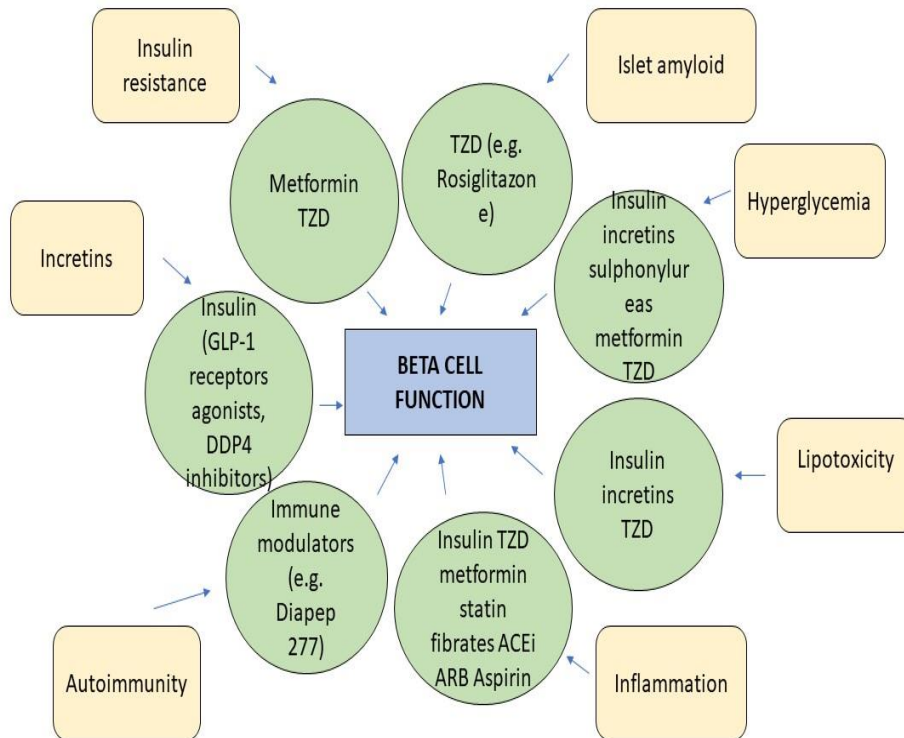 Insulin
resistance
Islet amyloid
Metformin
TZD
TZD (e.g.
Rosiglitazon
e)
Hyperglycemia
Insulin
incretins
sulphonylur
eas
metformin
TZD
Incretins
Insulin
(GLP-1
receptors
agonists,
DDP4
inhibitors)
BETA CELL
FUNCTION
Lipotoxicity
Insulin
incretins
TZD
Immune
modulators
(e.g.
Diapep
277)
Insulin TZD
metformin
statin
fibrates ACEi
ARB Aspirin
Autoimmunity
Inflammation